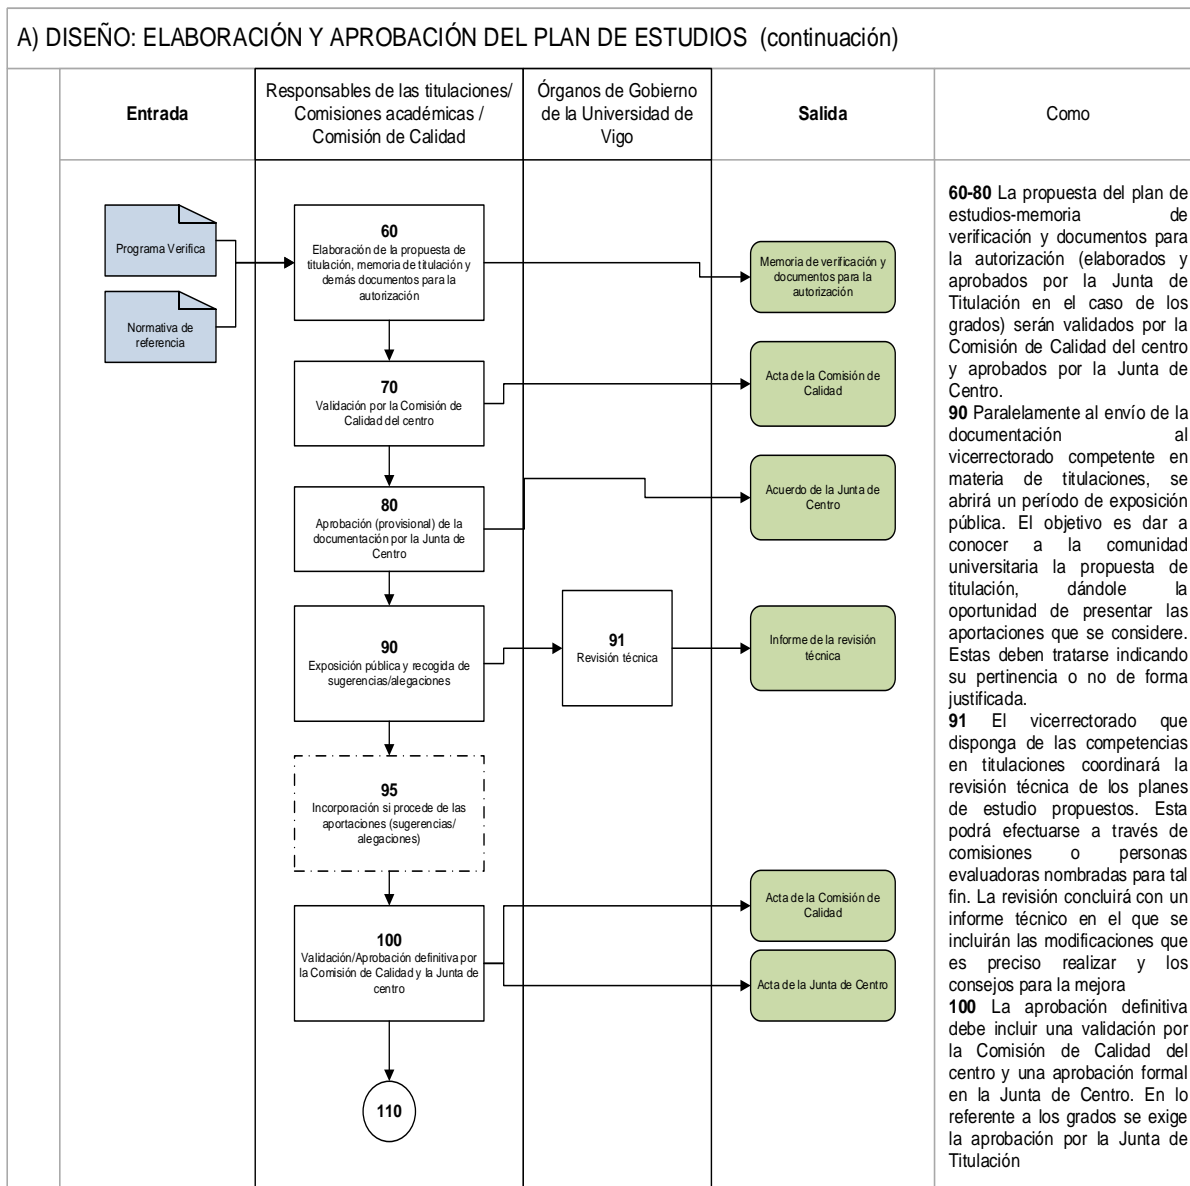 A) DISEÑO: ELABORACIÓN Y APROBACIÓN DEL PLAN DE ESTUDIOS (continuación)
Entrada
Responsables de las titulaciones/
Comisiones académicas /
Comisión de Calidad
Órganos de Gobierno
de la Universidad de
Vigo
Salida
Como
Programa Verifica
Normativa de
referencia
60
Elaboración de la propuesta de
titulación, memoria de titulación y
demás documentos para la
autorización
Memoria de verificación y
documentos para la
autorización
70
Validación por la Comisión de
Calidad del centro
Acta de la Comisión de
Calidad
80
Aprobación (provisional) de la
documentación por la Junta de
Centro
Acuerdo de la Junta de
Centro
90
Exposición pública y recogida de
sugerencias/alegaciones
91
Revisión técnica
Informe de la revisión
técnica
95
Incorporación si procede de las
aportaciones (sugerencias/
alegaciones)
100
Validación/Aprobación definitiva por
la Comisión de Calidad y la Junta de
centro
Acta de la Comisión de
Calidad
Acta de la Junta de Centro
110
60-80 La propuesta del plan de
estudios-memoria de
verificación y documentos para
la autorización (elaborados y
aprobados por la Junta de
Titulación en el caso de los
grados) serán validados por la
Comisión de Calidad del centro
y aprobados por la Junta de
Centro.
90 Paralelamente al envío de la
documentación al
vicerrectorado competente en
materia de titulaciones, se
abrirá un período de exposición
pública. El objetivo es dar a
conocer a la comunidad
universitaria la propuesta de
titulación, dándole la
oportunidad de presentar las
aportaciones que se considere.
Estas deben tratarse indicando
su pertinencia o no de forma
justificada.
91 El vicerrectorado que
disponga de las competencias
en titulaciones coordinará la
revisión técnica de los planes
de estudio propuestos. Esta
podrá efectuarse a través de
comisiones o personas
evaluadoras nombradas para tal
fin. La revisión concluirá con un
informe técnico en el que se
incluirán las modificaciones que
es preciso realizar y los
consejos para la mejora
100 La aprobación definitiva
debe incluir una validación por
la Comisión de Calidad del
centro y una aprobación formal
en la Junta de Centro. En lo
referente a los grados se exige
la aprobación por la Junta de
Titulación